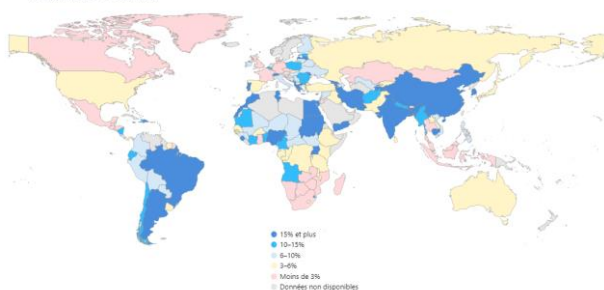 15% et plus
10–15%
6–10%
3–6%
Moins de 3%
Données non disponibles